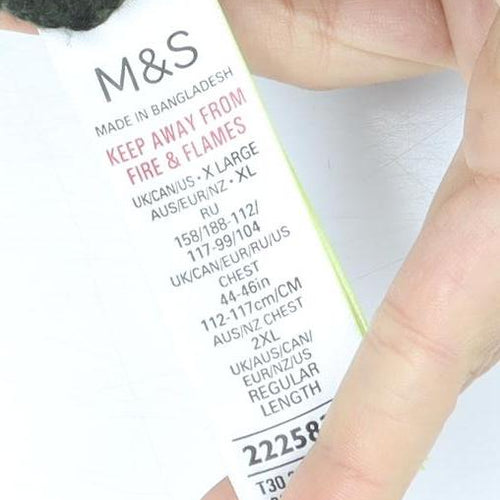 M&S
MADE IN BANGLADESH
KEEP AWAY FROM
FIRE & FLAMES
UK/CAN/US • X LARGE
AUS/EUR/NZ • XL
RU
158/188-112/
117-99/104
UK/CAN/EUR/RU/US
CHEST
44-46in
112-117cm/CM
AUS/NZ CHEST
2XL
UK/AUS/CAN/
EUR/NZ/US
REGULAR
LENGTH
22258
T30